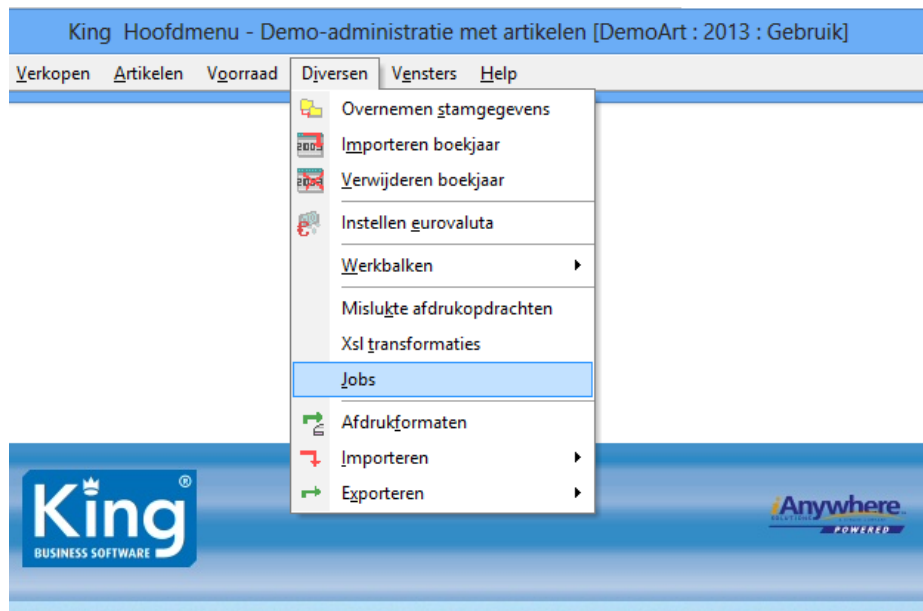 King Hoofdmenu - Demo-administratie met artikelen [DemoArt : 2013 : Gebruik]
Verkopen Artikelen Voorraad Diversen Vensters Help
Overnemen stamgegevens
Importeren boekjaar
Verwijderen boekjaar
Instellen eurovaluta
Werkbalken
Mislukte afdrukopdrachten
Xsl transformaties
Jobs
Afdrukformaten
Importeren
Exporteren
King®
BUSINESS SOFTWARE
iAnywhere
POWERED